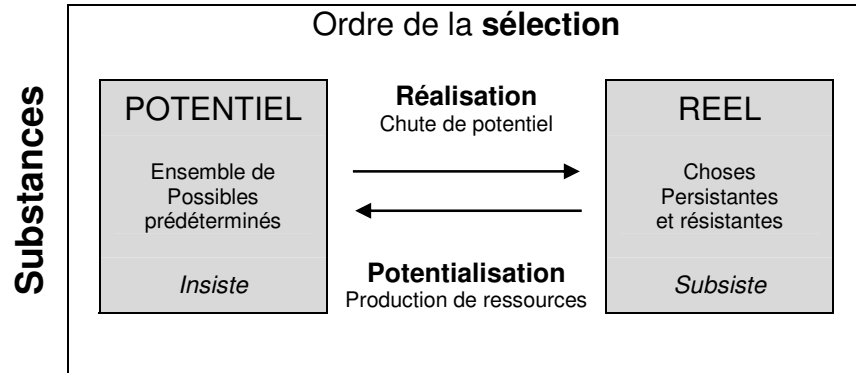 Ordre de la sélection
Substances
POTENTIEL
Ensemble de
Possibles
prédéterminés
Insiste
Réalisation
Chute de potentiel
Potentialisation
Production de ressources
REEL
Choses
Persistantes
et résistantes
Subsiste